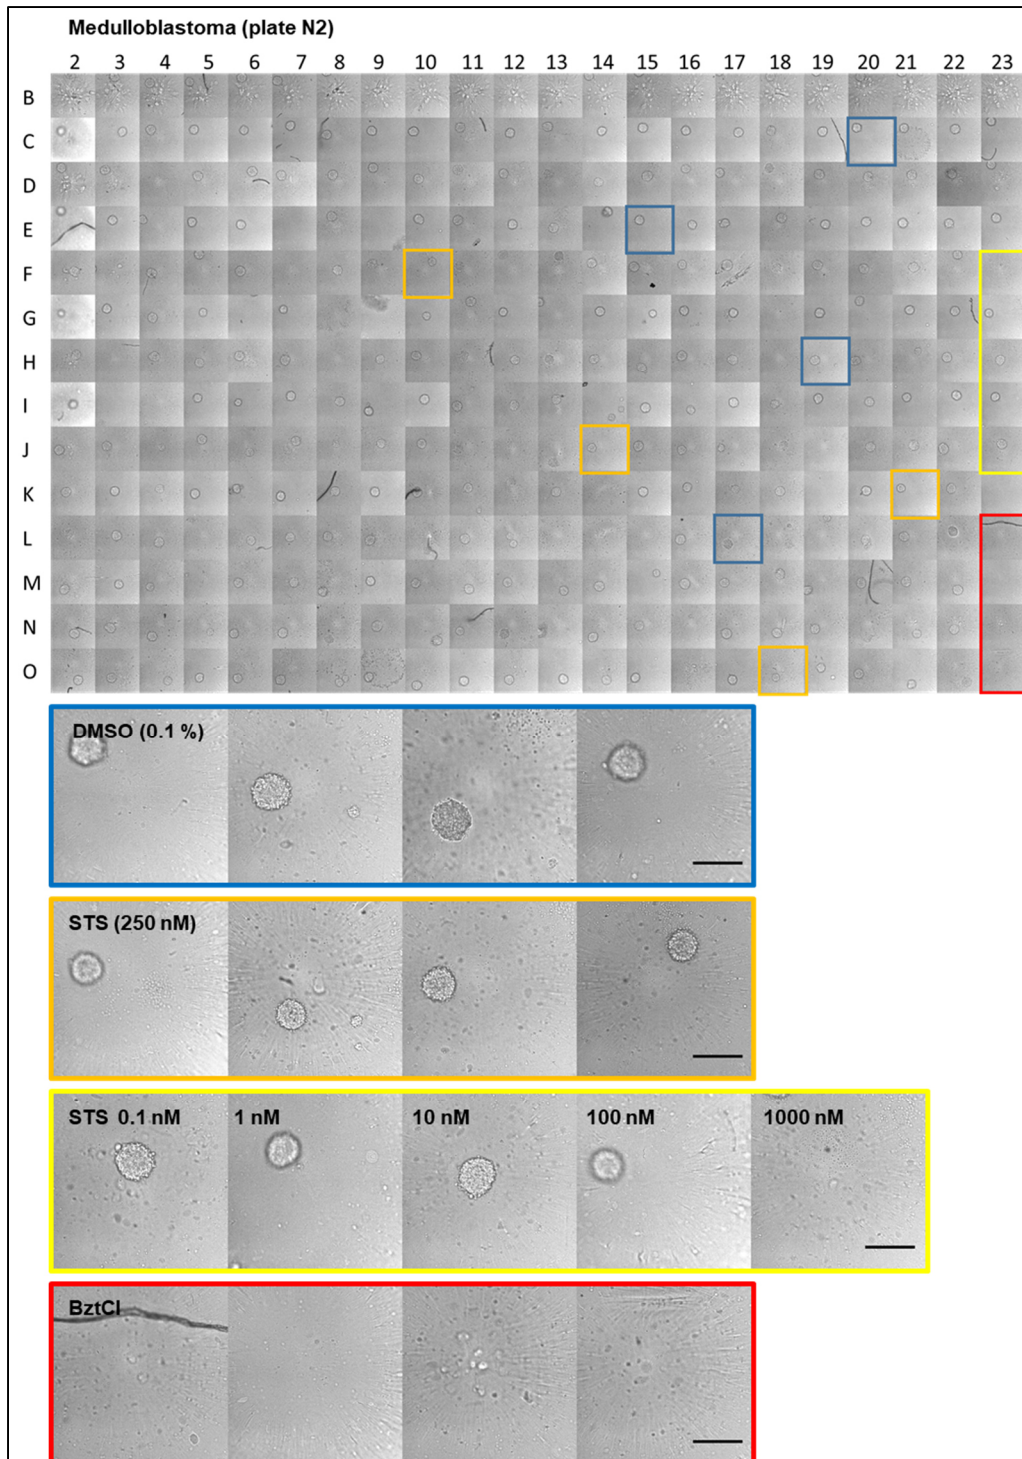 Medulloblastoma (plate N2)
2 3 4 5 6 7 8 9 10 11 12 13 14 15 16 17 18 19 20 21 22 23
B
C
D
E
F
G
H
I
J
K
L
M
N
O
DMSO (0.1 %)
STS (250 nM)
STS 0.1 nM 1 nM 10 nM 100 nM 1000 nM
BztCl